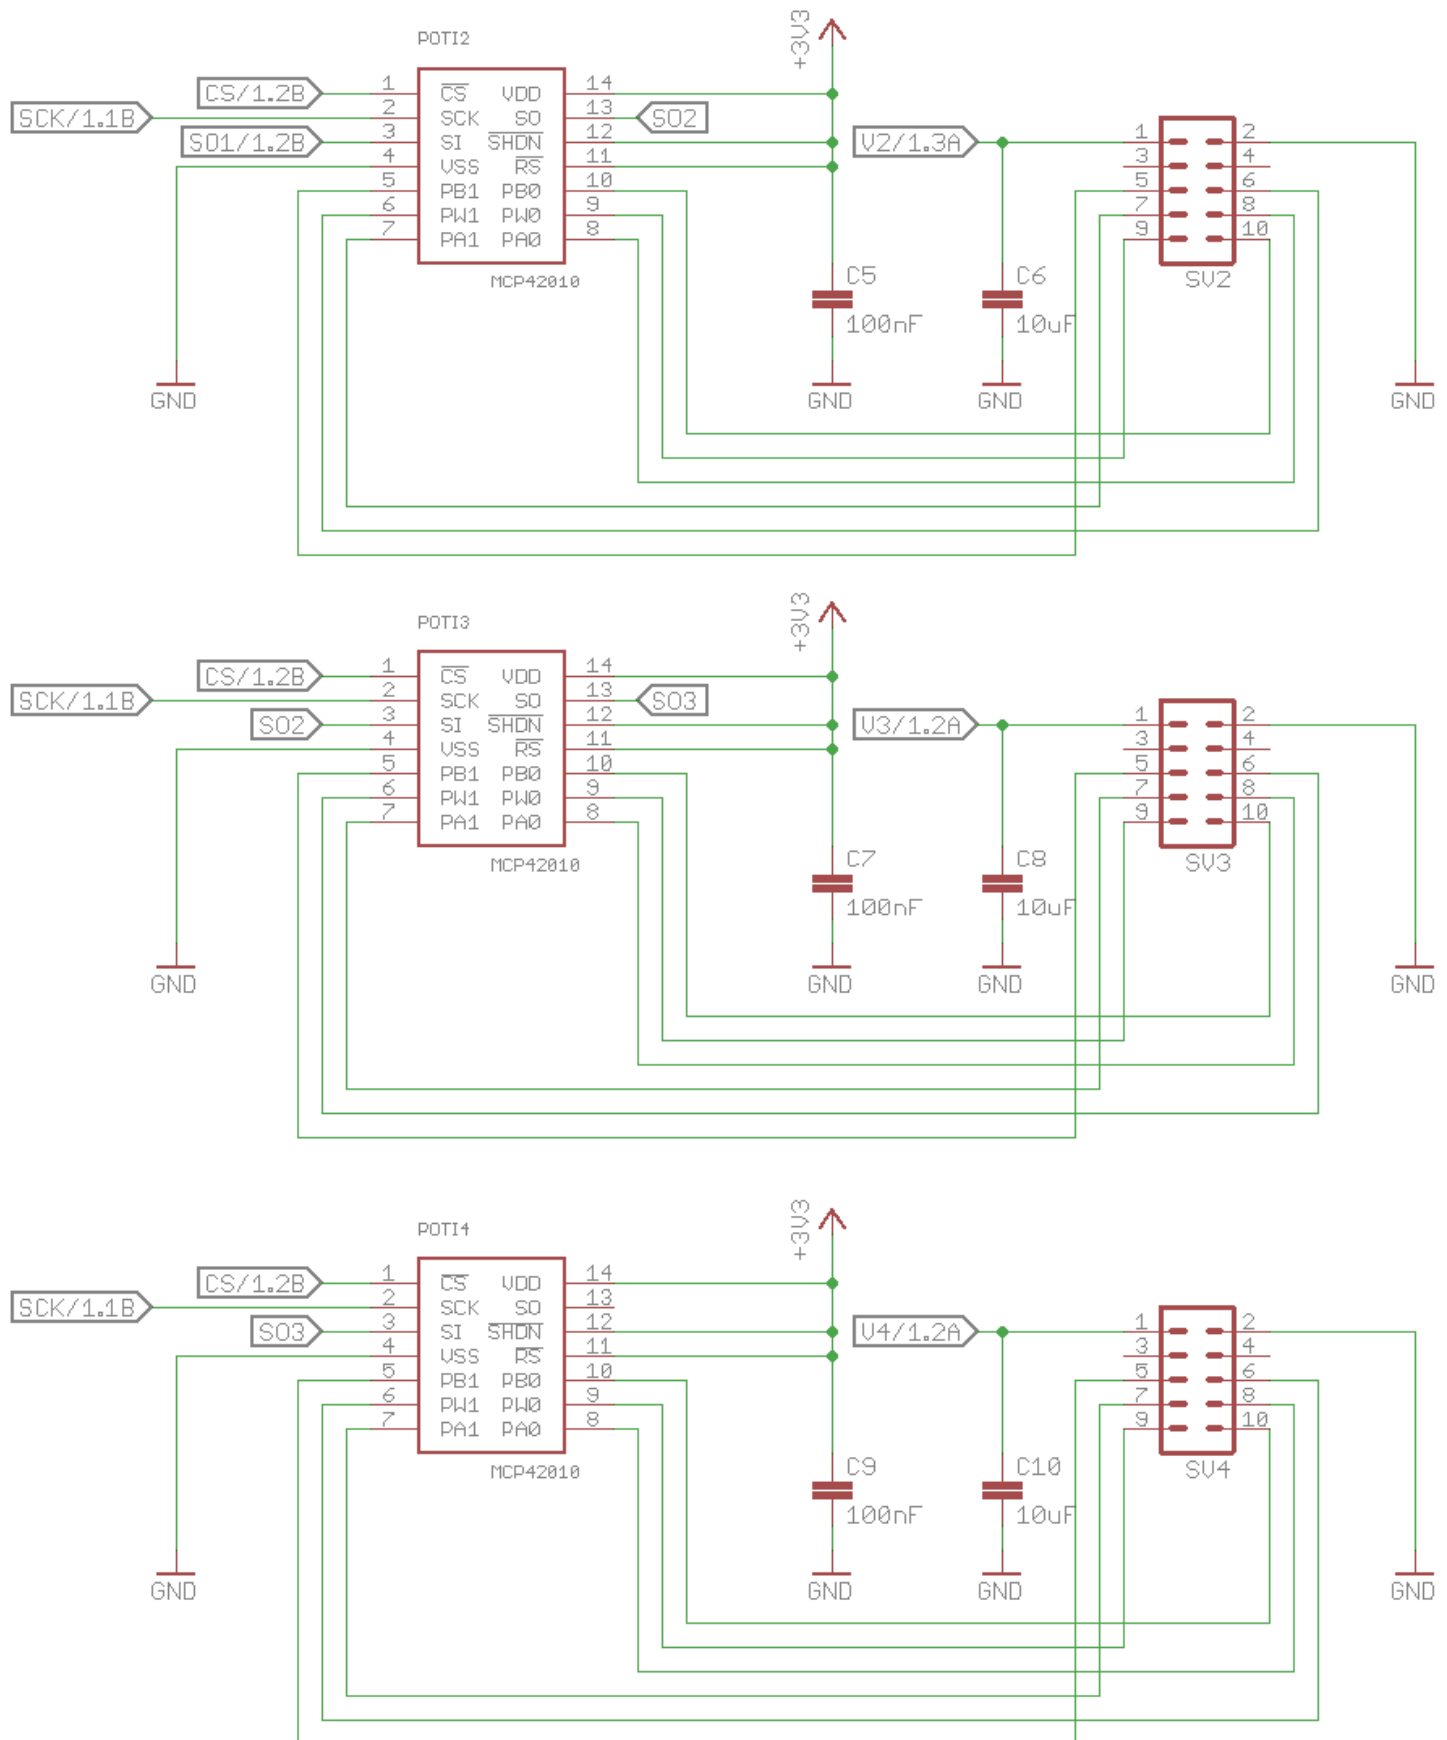 POTI2
+3V3
CS/1.2B 1 CS VDD 14
SCK/1.1B 2 SCK SO 13 SO2
SO1/1.2B 3 SI SHDN 12 V2/1.3A 1 2
4 VSS RS 11 3 4
5 PB1 PB0 10 5 6
6 PW1 PW0 9 7 8
7 PA1 PA0 8 9 10
MCP42010 C5 C6 SV2
100nF 10uF
GND GND GND GND
POTI3
+3V3
CS/1.2B 1 CS VDD 14
SCK/1.1B 2 SCK SO 13 SO3
SO2 3 SI SHDN 12 V3/1.2A 1 2
4 VSS RS 11 3 4
5 PB1 PB0 10 5 6
6 PW1 PW0 9 7 8
7 PA1 PA0 8 9 10
MCP42010 C7 C8 SV3
100nF 10uF
GND GND GND GND
POTI4
+3V3
CS/1.2B 1 CS VDD 14
SCK/1.1B 2 SCK SO 13
SO3 3 SI SHDN 12 V4/1.2A 1 2
4 VSS RS 11 3 4
5 PB1 PB0 10 5 6
6 PW1 PW0 9 7 8
7 PA1 PA0 8 9 10
MCP42010 C9 C10 SV4
100nF 10uF
GND GND GND GND